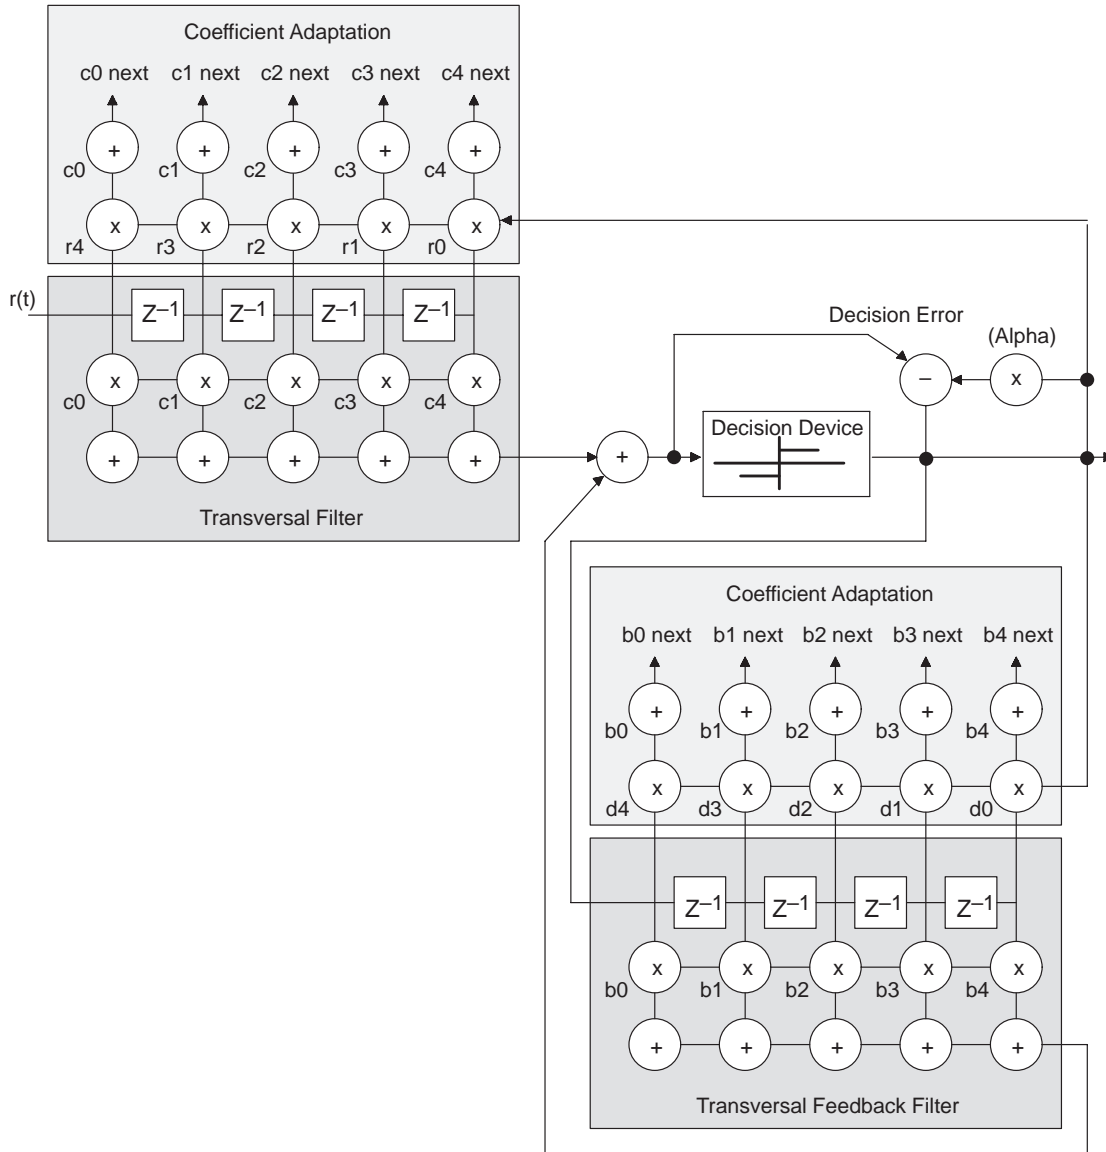 Coefficient Adaptation
c0 next c1 next c2 next c3 next c4 next
+ + + + +
c0 c1 c2 c3 c4
x x x x x
r4 r3 r2 r1 r0
r(t)
Z–1 Z–1 Z–1 Z–1
x x x x x
c0 c1 c2 c3 c4
+ + + + +
Transversal Filter
Decision Error
(Alpha)
– x
+
Decision Device
Coefficient Adaptation
b0 next b1 next b2 next b3 next b4 next
+ + + + +
b0 b1 b2 b3 b4
x x x x x
d4 d3 d2 d1 d0
Z–1 Z–1 Z–1 Z–1
x x x x x
b0 b1 b2 b3 b4
+ + + + +
Transversal Feedback Filter